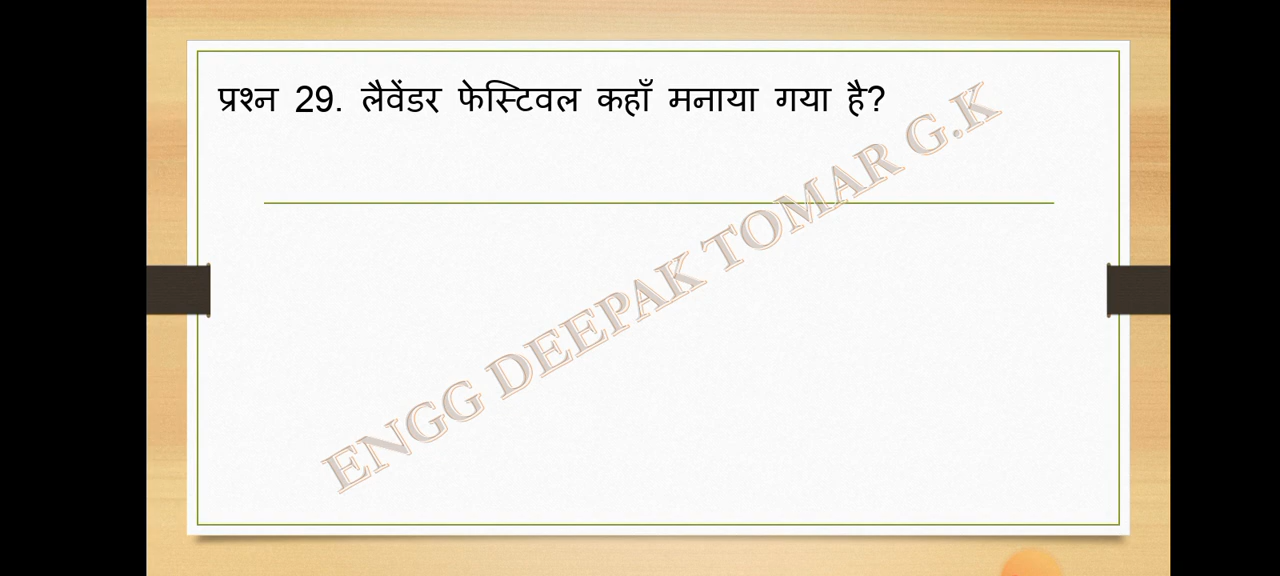 प्रश्न 29. लैवेंडर फेस्टिवल कहाँ मनाया गया है?
ENGG DEEPAK TOMAR G.K